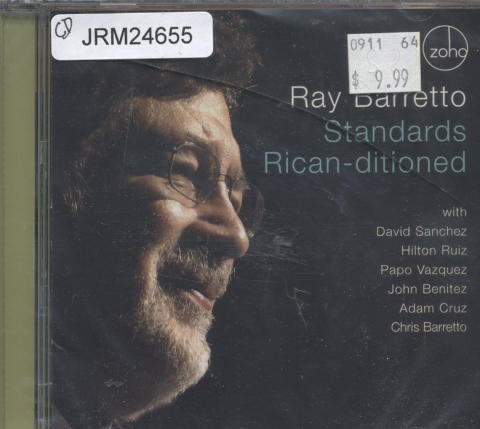 CD
JRM24655
0911 64
$ 9.99
zoho
Ray Barretto
Standards
Rican-ditioned
with
David Sanchez
Hilton Ruiz
Papo Vazquez
John Benitez
Adam Cruz
Chris Barretto